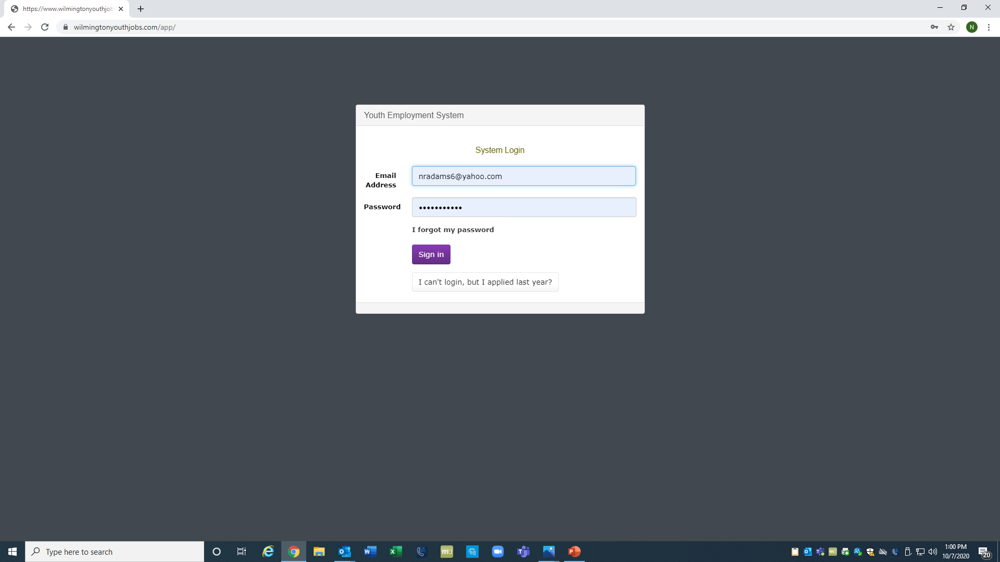 https://www.wilmingtonyouthjob
wilmingtonyouthjobs.com/app/
N
Youth Employment System
System Login
Email
Address
nradams6@yahoo.com
Password
•••••••••••
I forgot my password
Sign in
I can't login, but I applied last year?
Type here to search
mu
1:00 PM
10/7/2020
20